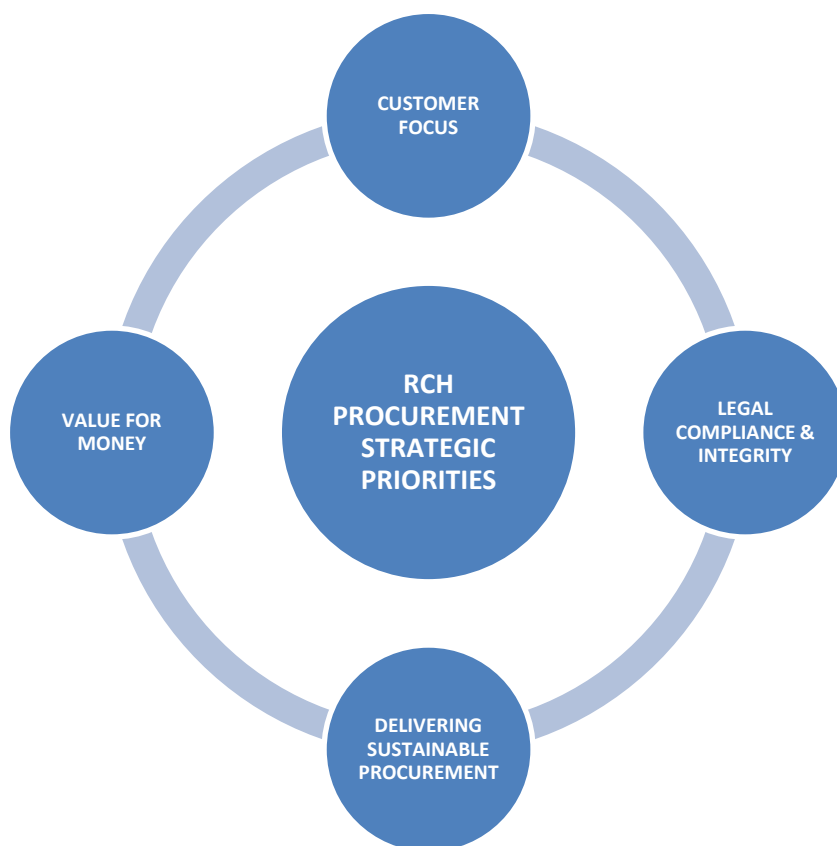 CUSTOMER
FOCUS
RCH
PROCUREMENT
STRATEGIC
PRIORITIES
VALUE FOR
MONEY
LEGAL
COMPLIANCE &
INTEGRITY
DELIVERING
SUSTAINABLE
PROCUREMENT